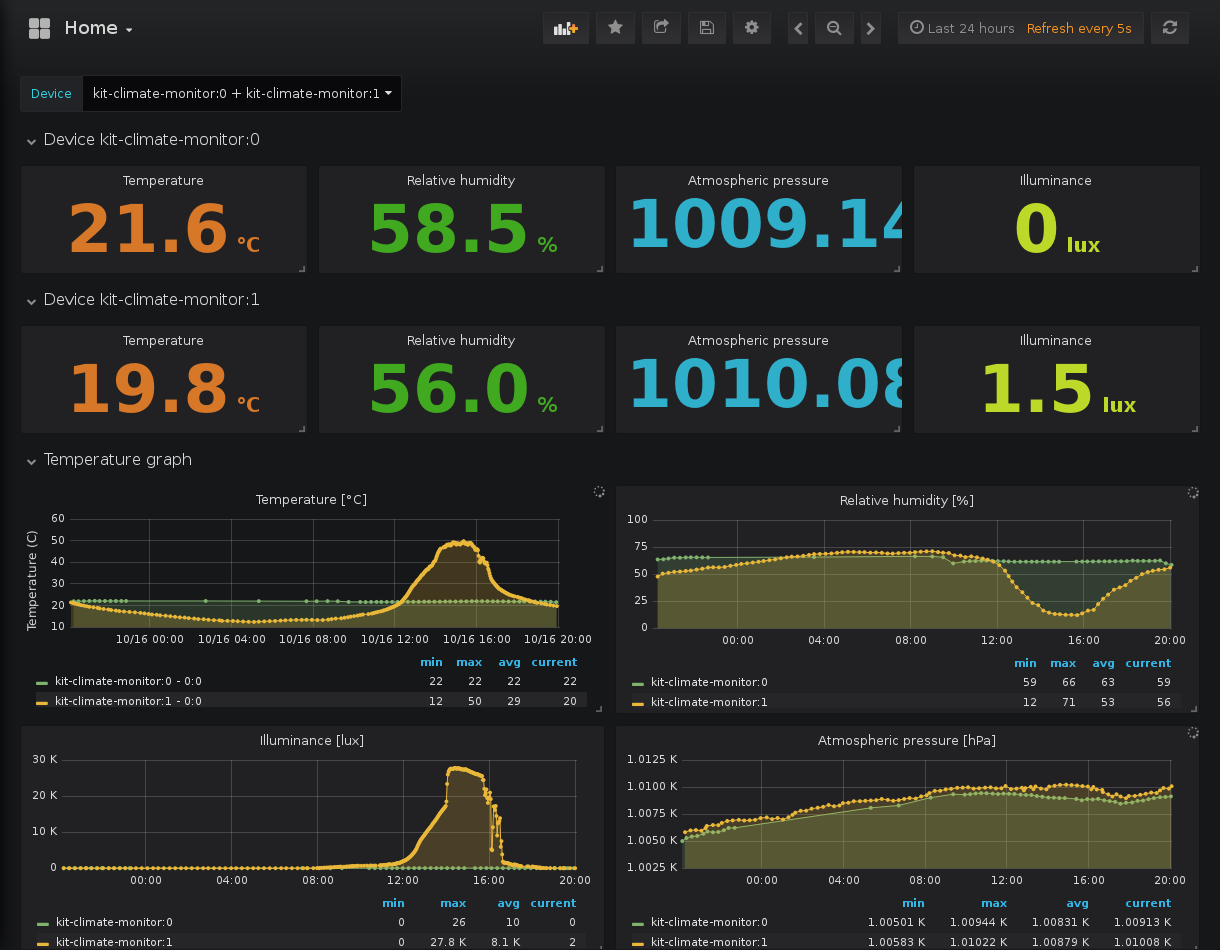 Home
Last 24 hours Refresh every 5s
Device kit-climate-monitor:0 + kit-climate-monitor:1
Device kit-climate-monitor:0
Temperature Relative humidity Atmospheric pressure Illuminance
21.6 °C 58.5 % 1009.14 0 lux
Device kit-climate-monitor:1
Temperature Relative humidity Atmospheric pressure Illuminance
19.8 °C 56.0 % 1010.08 1.5 lux
Temperature graph
Temperature [°C]
Temperature (C)
60
50
40
30
20
10
10/16 00:00 10/16 04:00 10/16 08:00 10/16 12:00 10/16 16:00 10/16 20:00
min max avg current
kit-climate-monitor:0 - 0:0 22 22 22 22
kit-climate-monitor:1 - 0:0 12 50 29 20
Relative humidity [%]
100
75
50
25
0
00:00 04:00 08:00 12:00 16:00 20:00
min max avg current
kit-climate-monitor:0 59 66 63 59
kit-climate-monitor:1 12 71 53 56
Illuminance [lux]
30 K
20 K
10 K
0
00:00 04:00 08:00 12:00 16:00 20:00
min max avg current
kit-climate-monitor:0 0 26 10 0
kit-climate-monitor:1 0 27.8 K 8.1 K 2
Atmospheric pressure [hPa]
1.0125 K
1.0100 K
1.0075 K
1.0050 K
1.0025 K
00:00 04:00 08:00 12:00 16:00 20:00
min max avg current
kit-climate-monitor:0 1.00501 K 1.00944 K 1.00831 K 1.00913 K
kit-climate-monitor:1 1.00583 K 1.01022 K 1.00879 K 1.01008 K